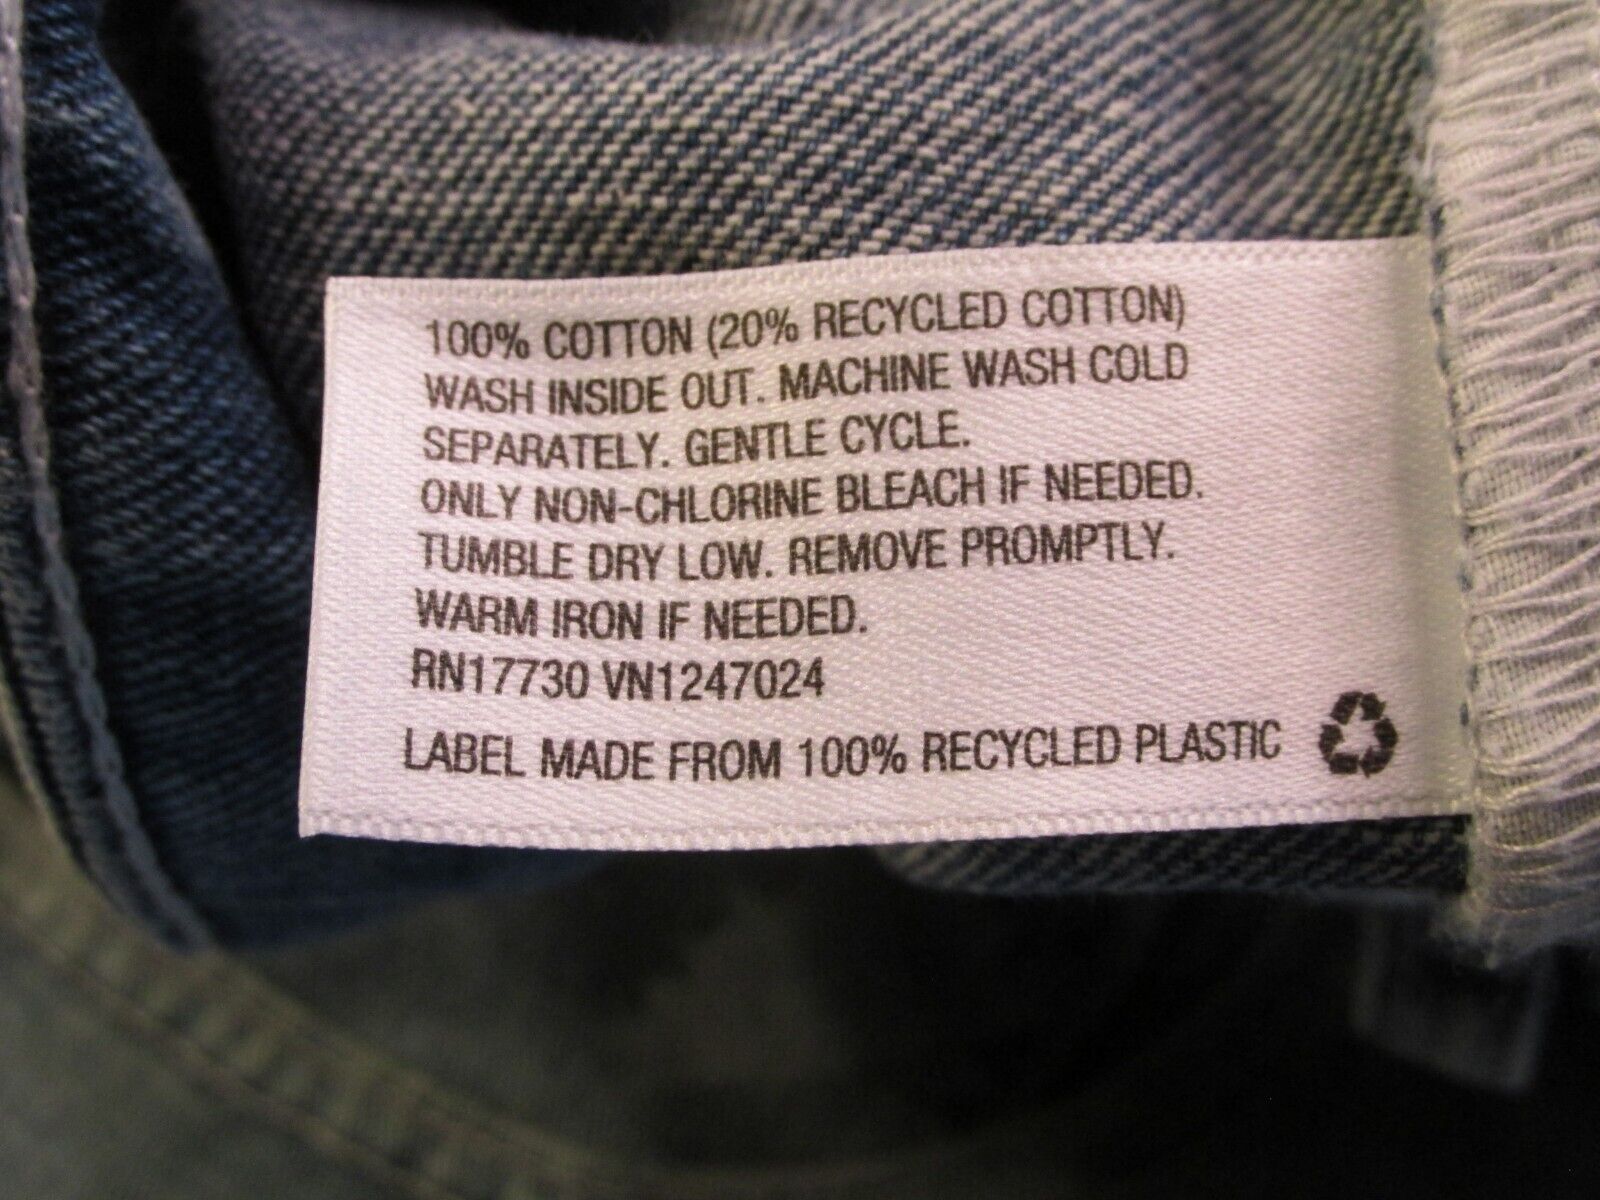 100% COTTON (20% RECYCLED COTTON)
WASH INSIDE OUT. MACHINE WASH COLD
SEPARATELY. GENTLE CYCLE.
ONLY NON-CHLORINE BLEACH IF NEEDED.
TUMBLE DRY LOW. REMOVE PROMPTLY.
WARM IRON IF NEEDED.
RN17730 VN1247024
LABEL MADE FROM 100% RECYCLED PLASTIC